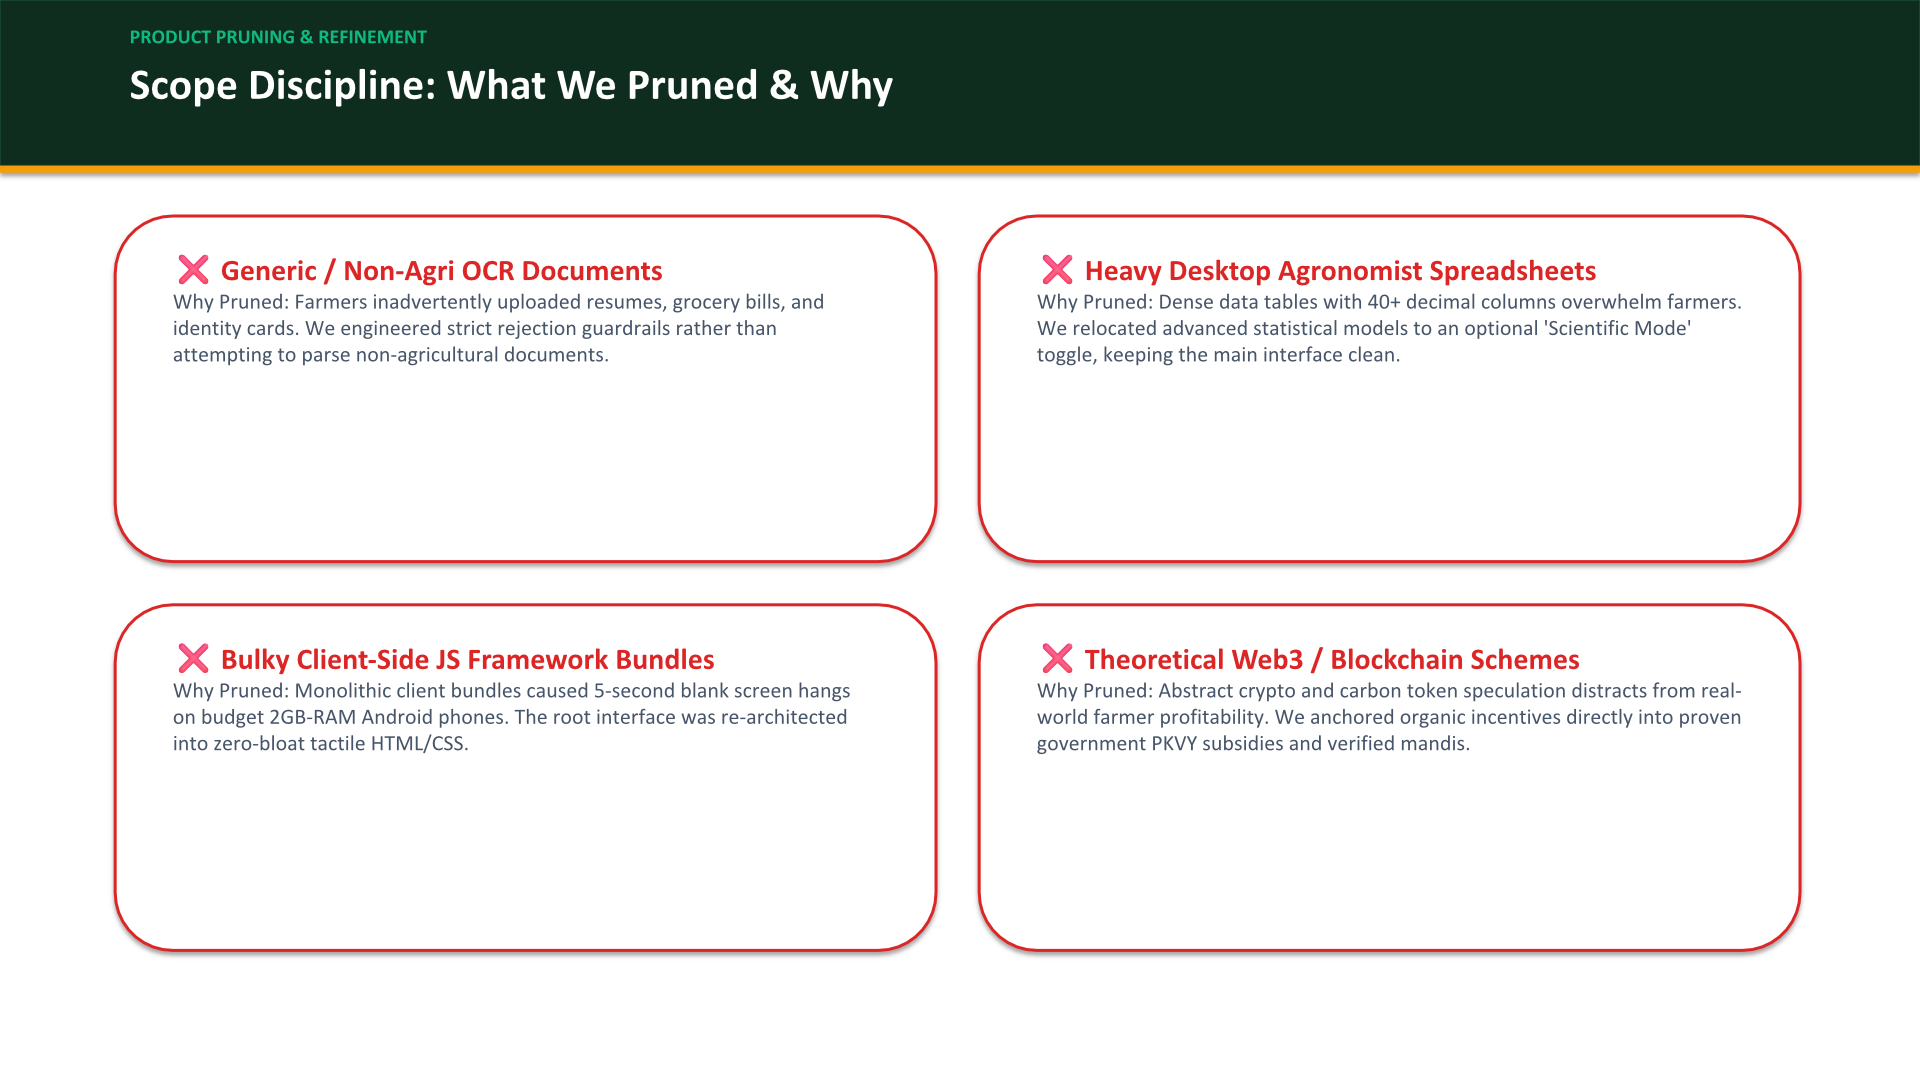 PRODUCT PRUNING & REFINEMENT
Scope Discipline: What We Pruned & Why
❌ Generic / Non-Agri OCR Documents
Why Pruned: Farmers inadvertently uploaded resumes, grocery bills, and
identity cards. We engineered strict rejection guardrails rather than
attempting to parse non-agricultural documents.
❌ Heavy Desktop Agronomist Spreadsheets
Why Pruned: Dense data tables with 40+ decimal columns overwhelm farmers.
We relocated advanced statistical models to an optional 'Scientific Mode'
toggle, keeping the main interface clean.
❌ Bulky Client-Side JS Framework Bundles
Why Pruned: Monolithic client bundles caused 5-second blank screen hangs
on budget 2GB-RAM Android phones. The root interface was re-architected
into zero-bloat tactile HTML/CSS.
❌ Theoretical Web3 / Blockchain Schemes
Why Pruned: Abstract crypto and carbon token speculation distracts from real-
world farmer profitability. We anchored organic incentives directly into proven
government PKVY subsidies and verified mandis.